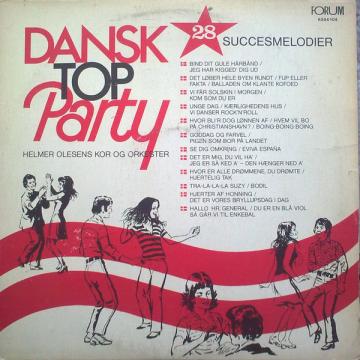 FORUM
KSS4104
DANSK
TOP
Party
28
SUCCESMELODIER
HELMER OLESENS KOR OG ORKESTER
BIND DIT GULE HÅRBÅND /
JEG HAR KIGGED' DIG UD
DET LØBER HELE BYEN RUNDT / FUP ELLER
FAKTA / BALLADEN OM KLANTE KOFOED
VI FÅR SOLSKIN I MORGEN /
KOM SOM DU ER
UNGE DAG / KÆRLIGHEDENS HUS /
VI DANSER ROCK'N'ROLL
HVOR BLIR' DOG LØNNEN AF / HVEM VIL BO
PÅ CHRISTIANSHAVN'? / BOING-BOING-BOING
GODDAG OG FARVEL /
PIGEN SOM BOR PÅ LANDET
SE DIG OMKRING / EVIVA ESPAÑA
DET ER MIG, DU VIL HA' /
JEG ER SÅ KED A' - DEN HÆNGER NED A'
HVOR ER ALLE DRØMMENE, DU DRØMTE /
HJERTELIG TAK
TRA-LA-LA-LA SUZY / BODIL
HJERTER AF HONNING /
DET ER VORES BRYLLUPSDAG I DAG
HALLO HR. GENERAL / DU ER EN BLÅ VIOL
SÅ GÅR VI TIL ENKEBAL